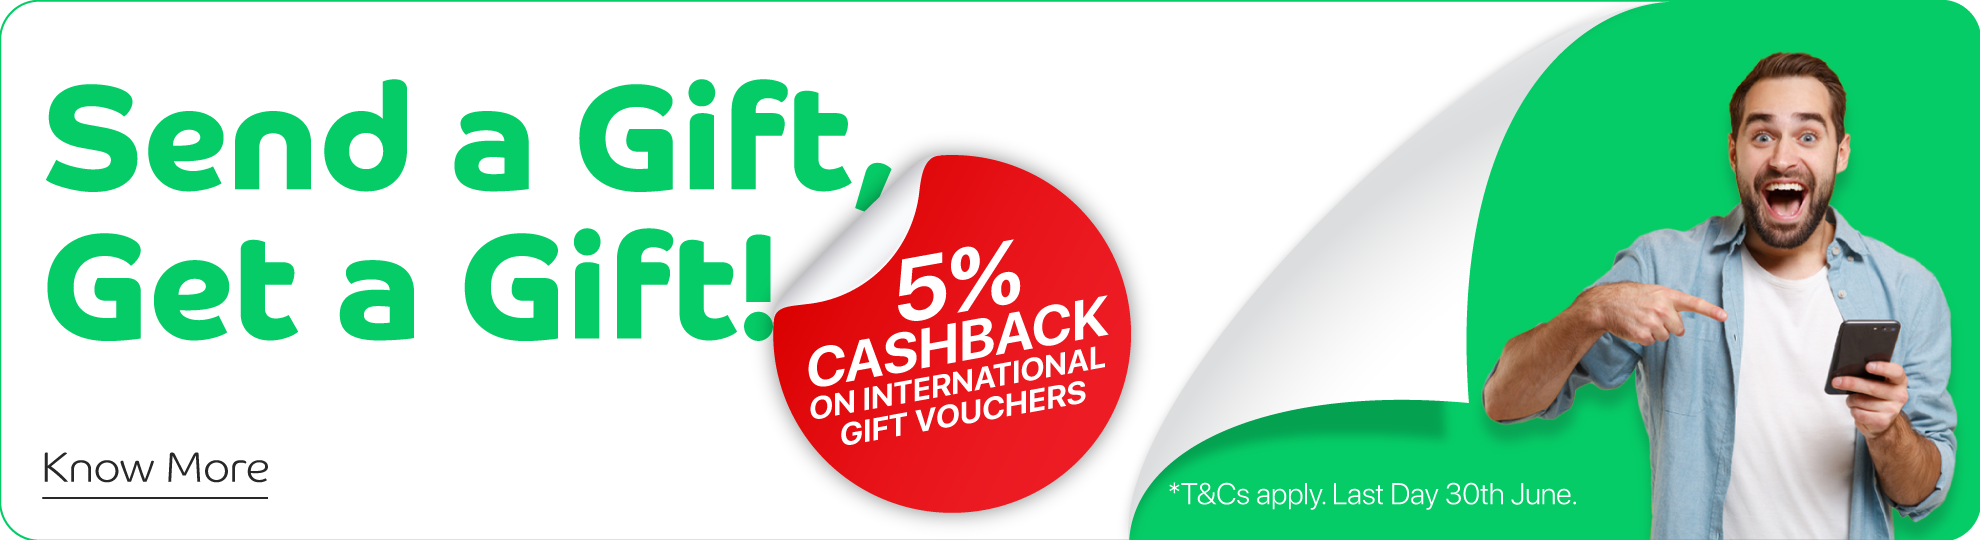 Send a Gift,
Get a Gift!
5%
CASHBACK
ON INTERNATIONAL
GIFT VOUCHERS
Know More
*T&Cs apply. Last Day 30th June.